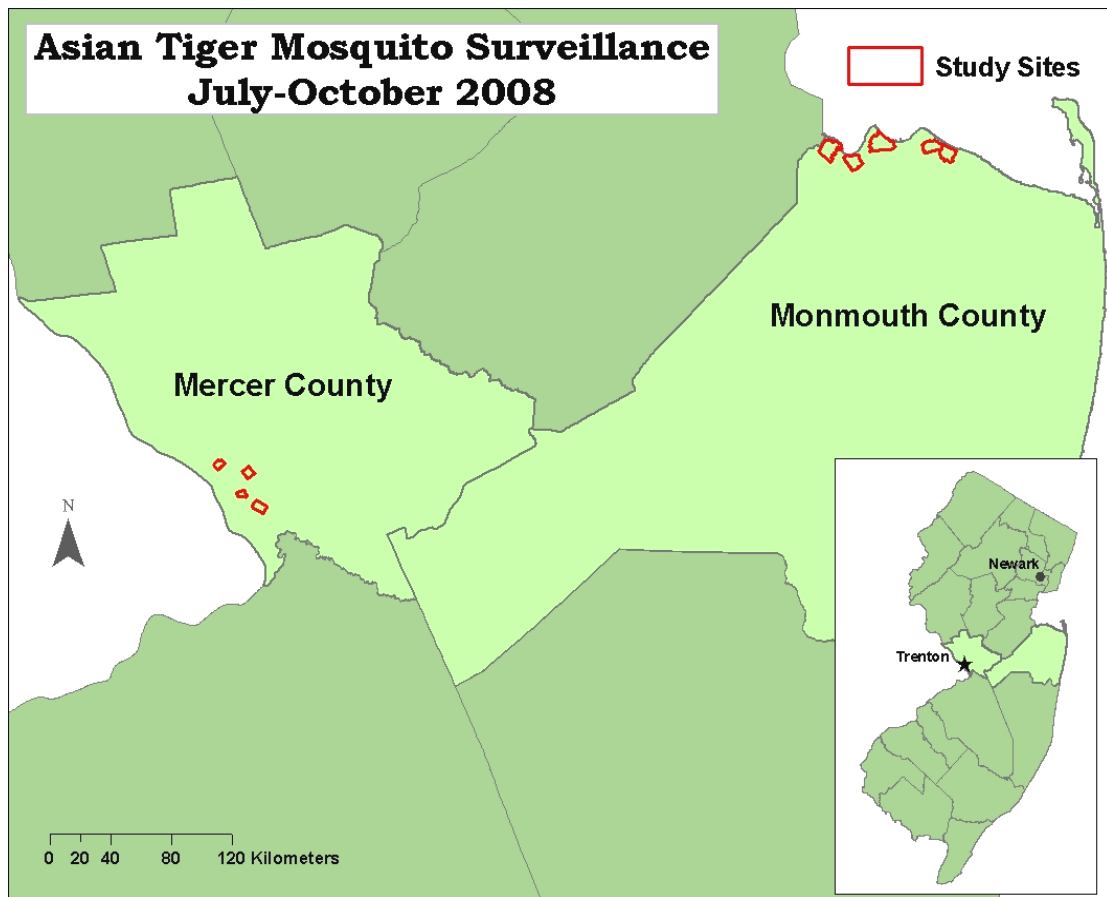 Asian Tiger Mosquito Surveillance
July-October 2008
Study Sites
Monmouth County
Mercer County
N
Newark
Trenton
0 20 40 80 120 Kilometers